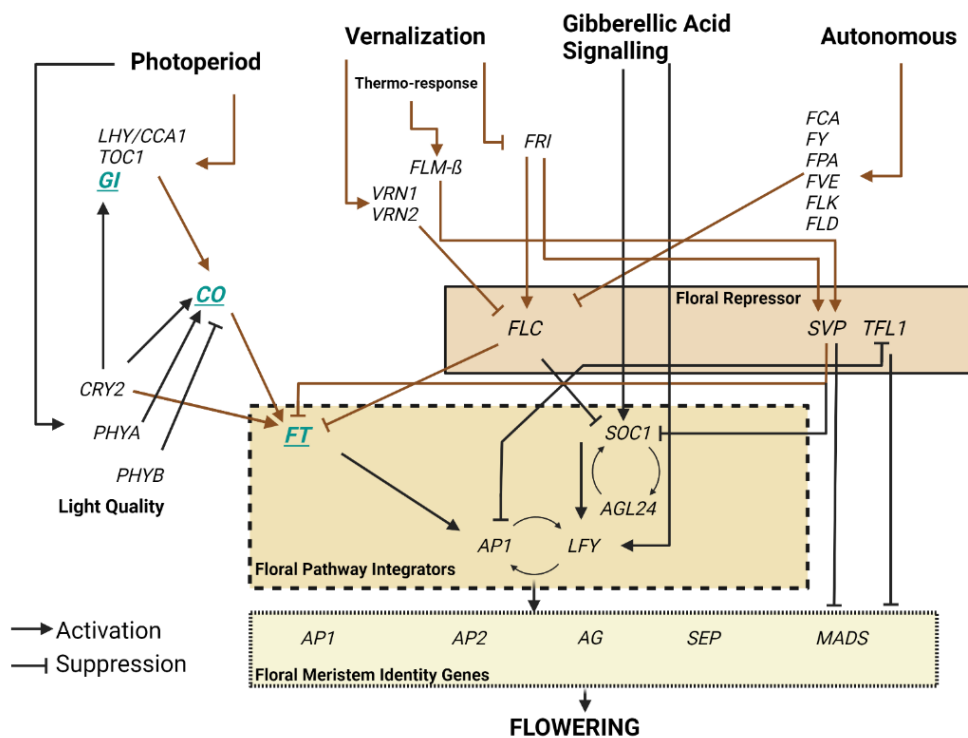 Photoperiod
Vernalization
Gibberellic Acid
Signalling
Autonomous
Thermo-response
LHY/CCA1
TOC1
GI
FLM-ß
FRI
FCA
FY
FPA
FVE
FLK
FLD
VRN1
VRN2
CO
Floral Repressor
FLC
SVP
TFL1
CRY2
PHYA
PHYB
Light Quality
FT
SOC1
AGL24
AP1
LFY
Floral Pathway Integrators
Activation
Suppression
AP1
AP2
AG
SEP
MADS
Floral Meristem Identity Genes
FLOWERING